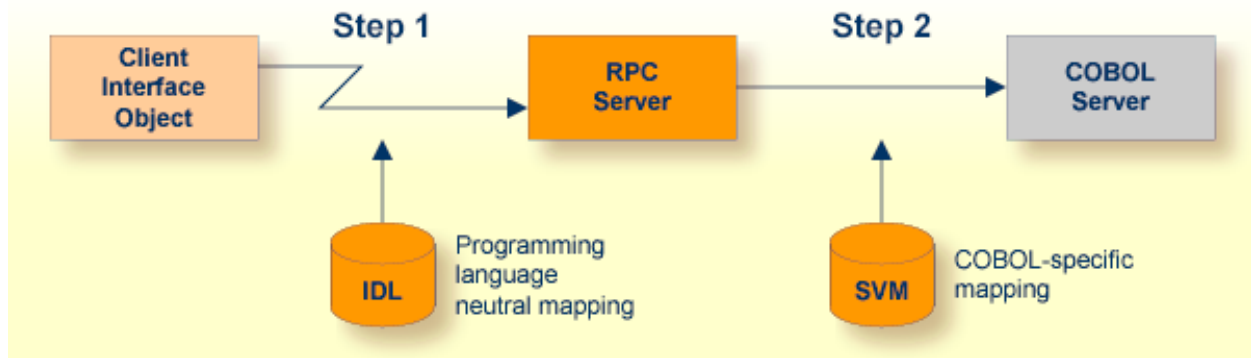 Step 1
Step 2
Client
Interface
Object
RPC
Server
COBOL
Server
IDL
Programming
language
neutral mapping
SVM
COBOL-specific
mapping